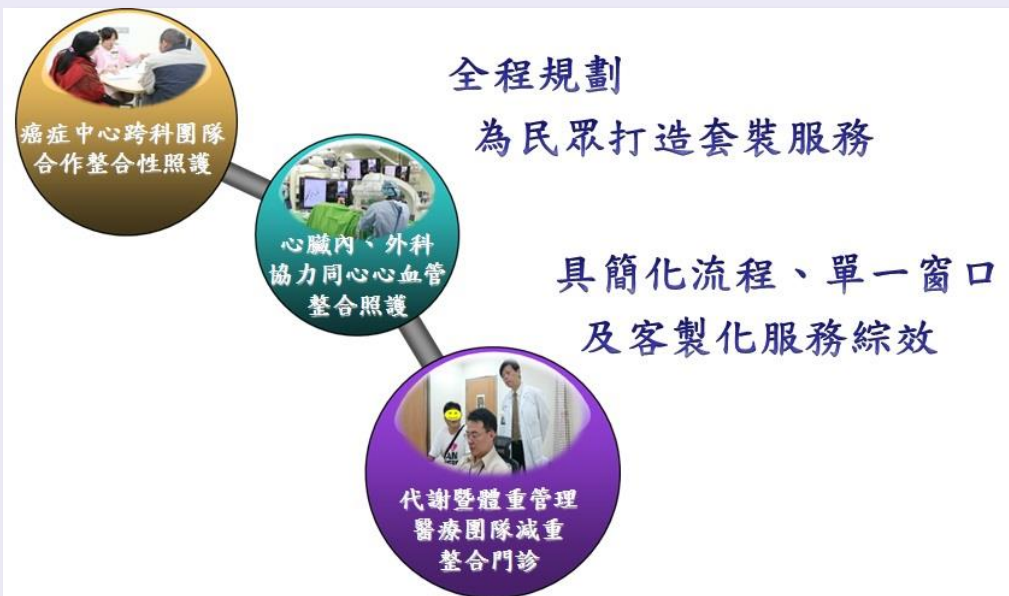 全程規劃
為民眾打造套裝服務
癌症中心跨科團隊
合作整合性照護
心臟內、外科
協力同心心血管
整合照護
具簡化流程、單一窗口
及客製化服務綜效
代謝暨體重管理
醫療團隊減重
整合門診